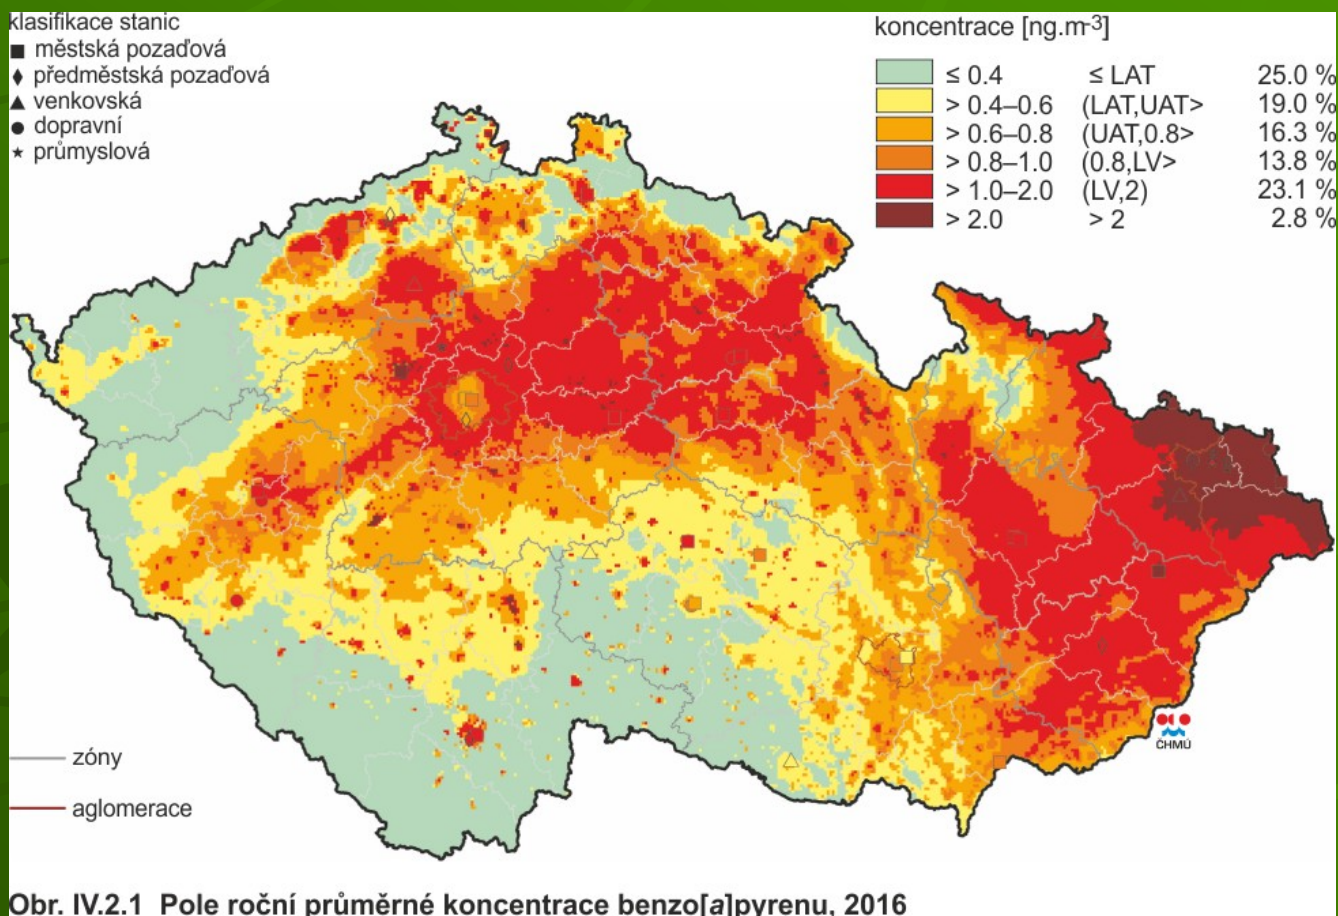 klasifikace stanic
městská pozaďová
předměstská pozaďová
venkovská
dopravní
průmyslová
koncentrace [ng.m-3]
≤ 0.4 ≤ LAT 25.0 %
> 0.4–0.6 (LAT,UAT> 19.0 %
> 0.6–0.8 (UAT,0.8> 16.3 %
> 0.8–1.0 (0.8,LV> 13.8 %
> 1.0–2.0 (LV,2) 23.1 %
> 2.0 > 2 2.8 %
ČHMÚ
zóny
aglomerace
Obr. IV.2.1 Pole roční průměrné koncentrace benzo[a]pyrenu, 2016